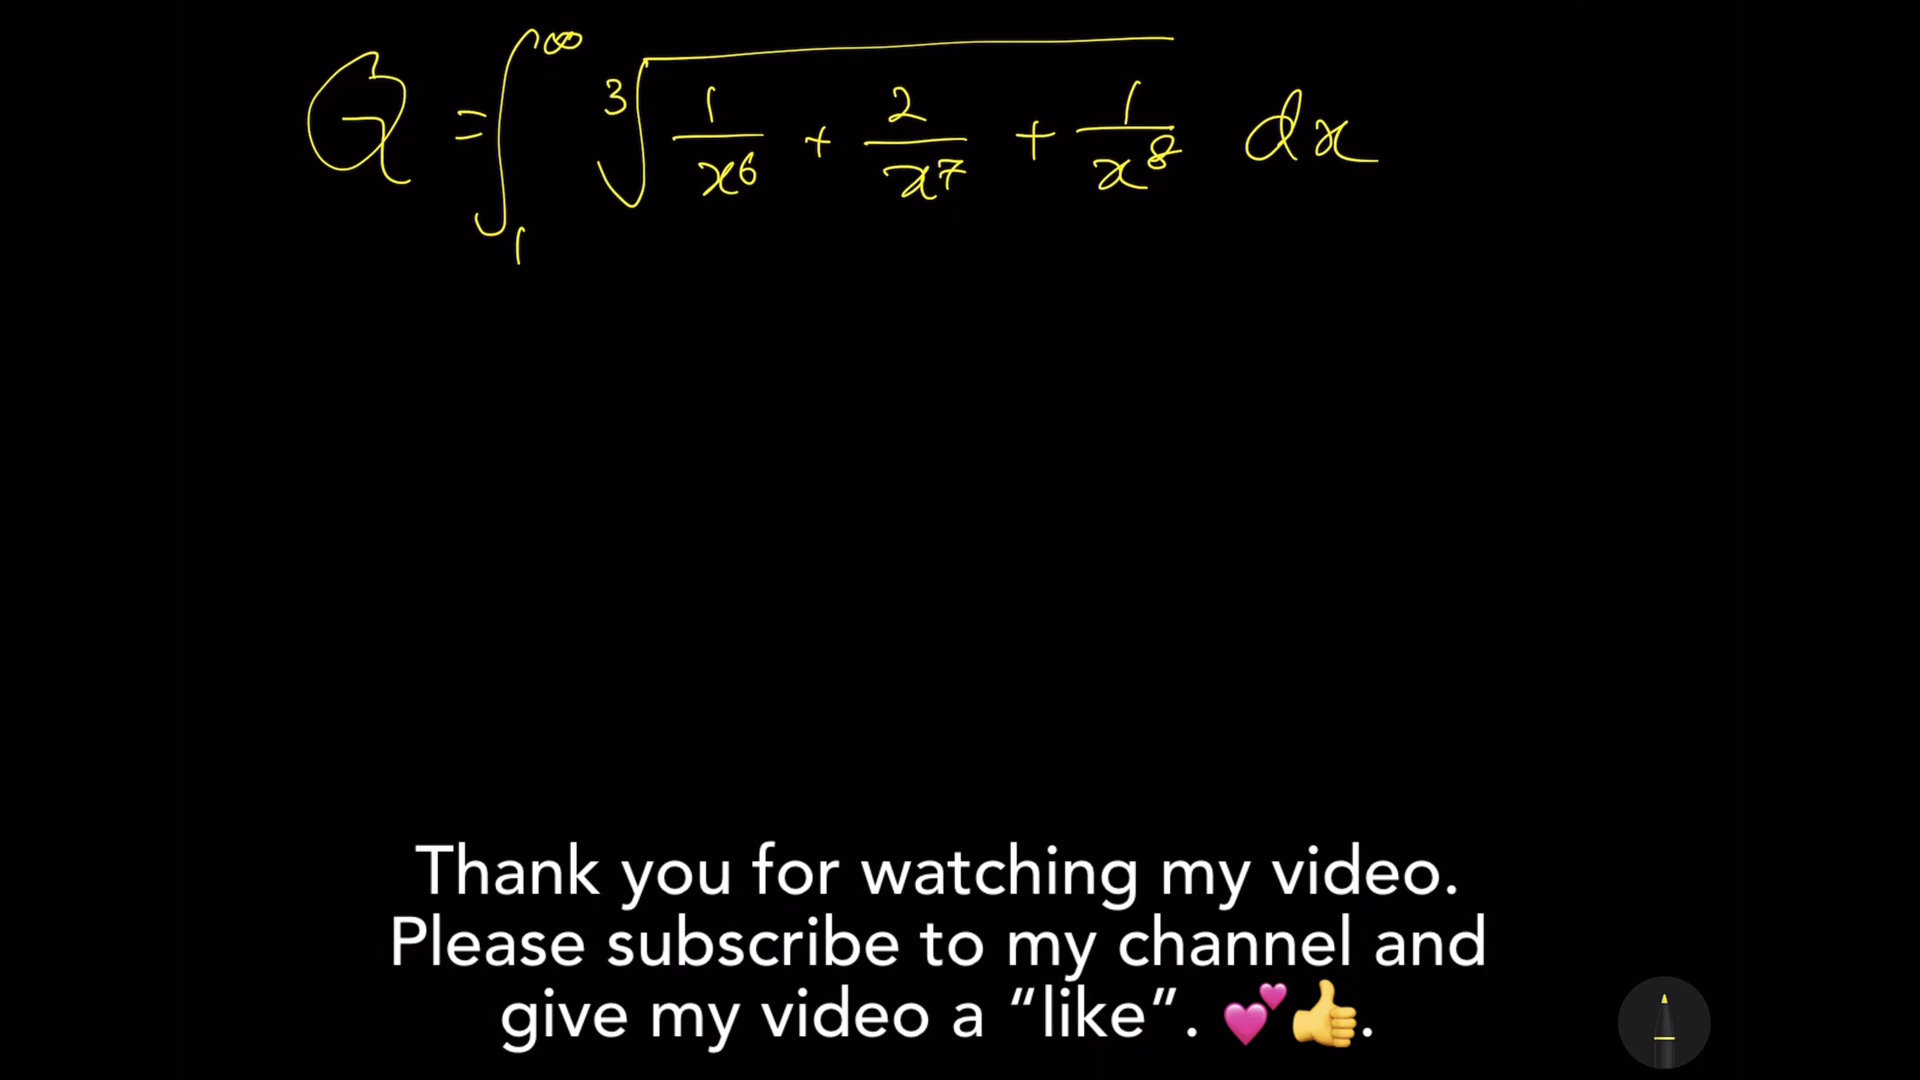 G = ∫₁^∞ ∛(1/x⁶ + 2/x⁷ + 1/x⁸) dx
Thank you for watching my video.
Please subscribe to my channel and
give my video a “like”. 💕👍.